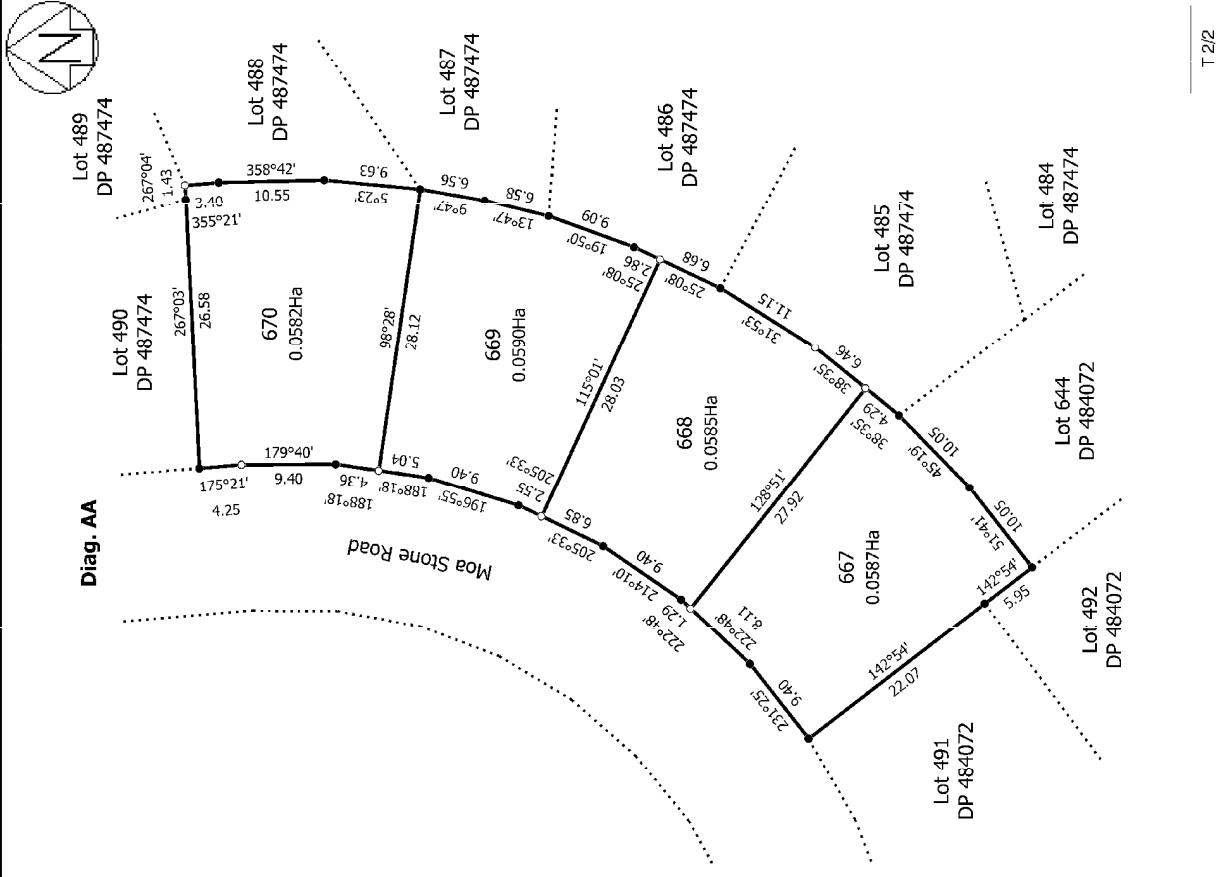 N
Diag. AA
Lot 489
DP 487474
Lot 488
DP 487474
Lot 487
DP 487474
Lot 486
DP 487474
Lot 485
DP 487474
Lot 484
DP 487474
Lot 490
DP 487474
267°04'
1.43
3.40
355°21'
358°42'
10.55
9.63
5°23'
6.56
9°47'
6.58
13°47'
9.09
19°50'
2.86
25°08'
6.68
25°08'
11.15
31°53'
6.46
38°35'
4.29
38°35'
10.05
45°19'
10.05
51°41'
267°03'
26.58
670
0.0582Ha
98°28'
28.12
669
0.0590Ha
115°01'
28.03
668
0.0585Ha
128°51'
27.92
667
0.0587Ha
142°54'
5.95
142°54'
22.07
175°21'
4.25
179°40'
9.40
4.36
188°18'
5.04
188°18'
9.40
196°55'
2.55
205°33'
6.85
205°33'
9.40
214°10'
1.29
222°48'
222°48'
8.11
9.40
231°25'
Moa Stone Road
Lot 644
DP 484072
Lot 492
DP 484072
Lot 491
DP 484072
T 2/2